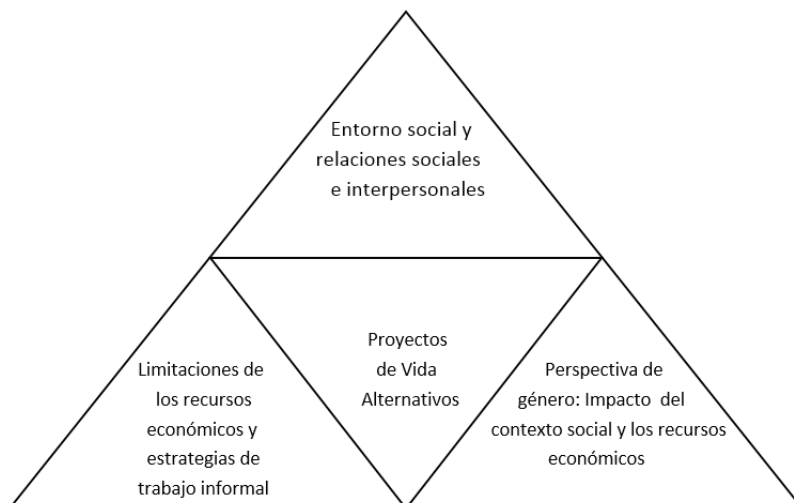 Entorno social y
relaciones sociales
e interpersonales
Limitaciones de
los recursos
económicos y
estrategias de
trabajo informal
Proyectos
de Vida
Alternativos
Perspectiva de
género: Impacto del
contexto social y los recursos
económicos